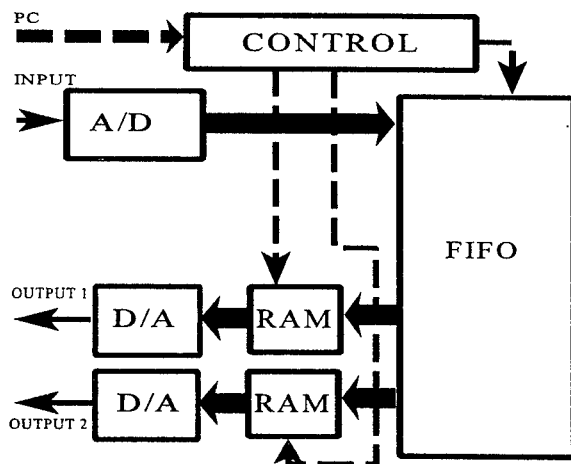 PC
CONTROL
INPUT
A/D
FIFO
OUTPUT 1
D/A
RAM
D/A
RAM
OUTPUT 2